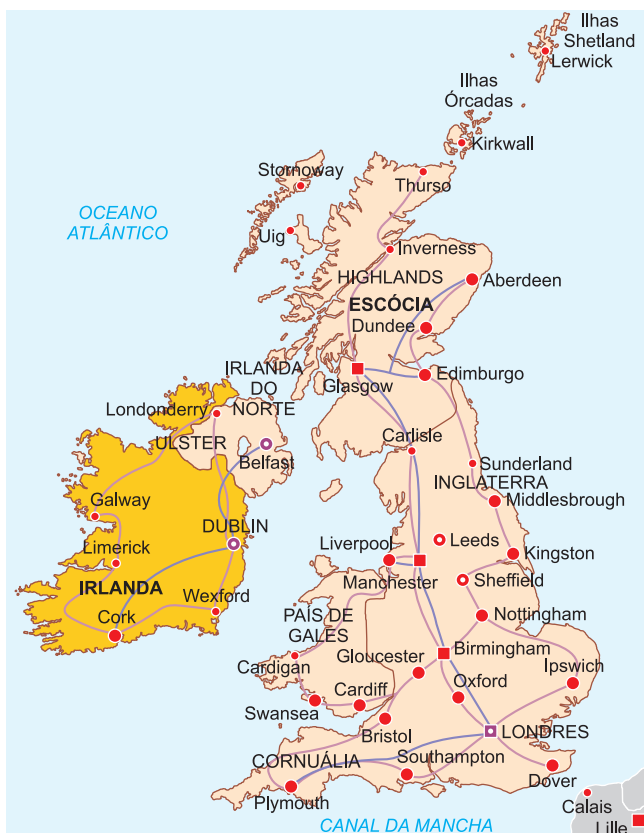 Ilhas
Shetland
Lerwick
Ilhas
Órcadas
Kirkwall
Stornoway
Thurso
OCEANO
ATLÂNTICO
Uig
Inverness
HIGHLANDS
Aberdeen
ESCÓCIA
Dundee
IRLANDA
DO
NORTE
Glasgow
Edimburgo
Londonderry
ULSTER
Belfast
Carlisle
Sunderland
INGLATERRA
Middlesbrough
Galway
DUBLIN
Liverpool
Leeds
Kingston
Limerick
Manchester
Sheffield
IRLANDA
Wexford
Cork
PAÍS DE
GALES
Nottingham
Cardigan
Gloucester
Birmingham
Ipswich
Oxford
Swansea
Cardiff
Bristol
LONDRES
CORNUÁLIA
Southampton
Dover
Plymouth
Calais
CANAL DA MANCHA
Lille